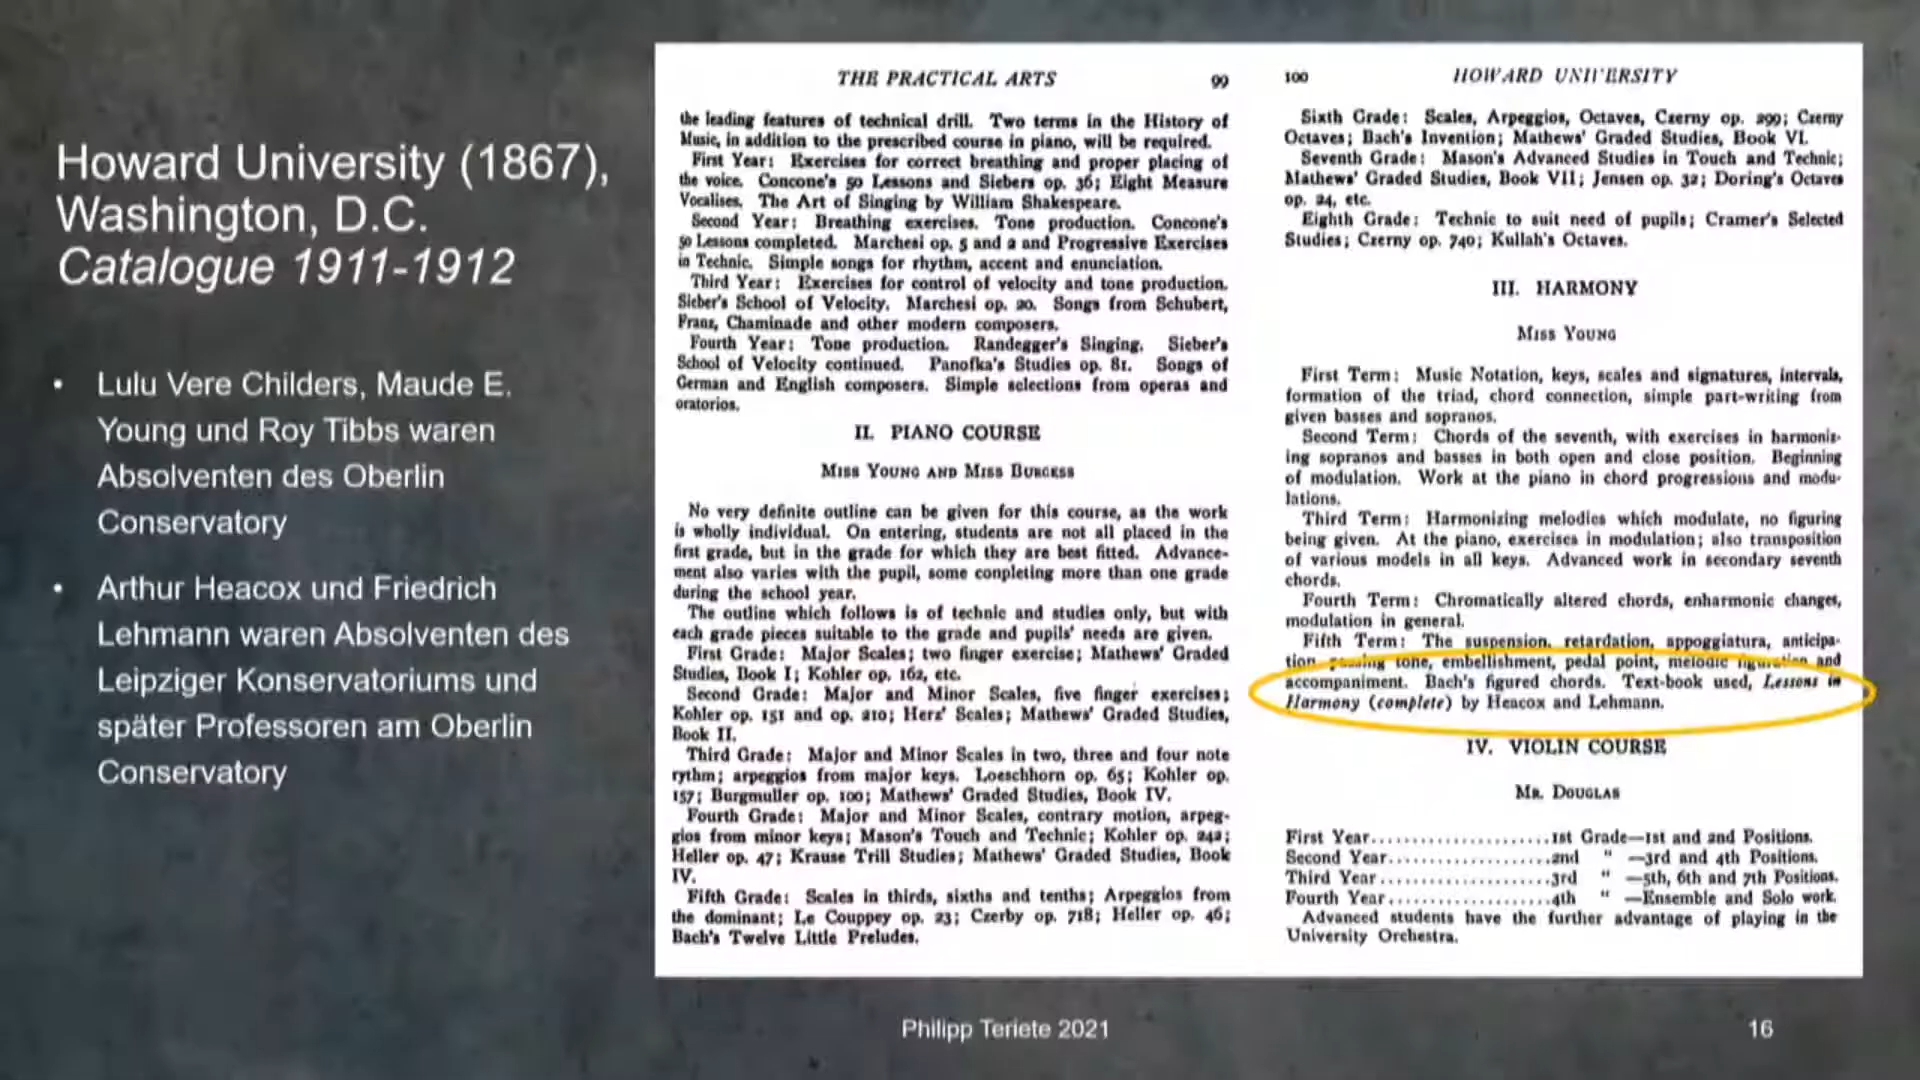 Howard University (1867),
Washington, D.C.
Catalogue 1911-1912
• Lulu Vere Childers, Maude E.
Young und Roy Tibbs waren
Absolventen des Oberlin
Conservatory
• Arthur Heacox und Friedrich
Lehmann waren Absolventen des
Leipziger Konservatoriums und
später Professoren am Oberlin
Conservatory
THE PRACTICAL ARTS 99
the leading features of technical drill. Two terms in the History of
Music, in addition to the prescribed course in piano, will be required.
First Year: Exercises for correct breathing and proper placing of
the voice. Concone's 50 Lessons and Siebers op. 36; Eight Measure
Vocalises. The Art of Singing by William Shakespeare.
Second Year: Breathing exercises. Tone production. Concone's
50 Lessons completed. Marchesi op. 5 and 2 and Progressive Exercises
in Technic. Simple songs for rhythm, accent and enunciation.
Third Year: Exercises for control of velocity and tone production.
Sieber's School of Velocity. Marchesi op. 20. Songs from Schubert,
Franz, Chaminade and other modern composers.
Fourth Year: Tone production. Randegger's Singing. Sieber's
School of Velocity continued. Panofka's Studies op. 81. Songs of
German and English composers. Simple selections from operas and
oratorios.
II. PIANO COURSE
Miss Young and Miss Burgess
No very definite outline can be given for this course, as the work
is wholly individual. On entering, students are not all placed in the
first grade, but in the grade for which they are best fitted. Advance-
ment also varies with the pupil, some conpleting more than one grade
during the school year.
The outline which follows is of technic and studies only, but with
each grade pieces suitable to the grade and pupils' needs are given.
First Grade: Major Scales; two finger exercise; Mathews' Graded
Studies, Book I; Kohler op. 162, etc.
Second Grade: Major and Minor Scales, five finger exercises;
Kohler op. 151 and op. 210; Herz' Scales; Mathews' Graded Studies,
Book II.
Third Grade: Major and Minor Scales in two, three and four note
rythm; arpeggios from major keys. Loeschhorn op. 65; Kohler op.
157; Burgmuller op. 100; Mathews' Graded Studies, Book IV.
Fourth Grade: Major and Minor Scales, contrary motion, arpeg-
gios from minor keys; Mason's Touch and Technic; Kohler op. 242;
Heller op. 47; Krause Trill Studies; Mathews' Graded Studies, Book
IV.
Fifth Grade: Scales in thirds, sixths and tenths; Arpeggios from
the dominant; Le Couppey op. 23; Czerby op. 718; Heller op. 46;
Bach's Twelve Little Preludes.
100 HOWARD UNIVERSITY
Sixth Grade: Scales, Arpeggios, Octaves, Czerny op. 299; Czerny
Octaves; Bach's Invention; Mathews' Graded Studies, Book VI.
Seventh Grade: Mason's Advanced Studies in Touch and Technic;
Mathews' Graded Studies, Book VII; Jensen op. 32; Doring's Octaves
op. 24, etc.
Eighth Grade: Technic to suit need of pupils; Cramer's Selected
Studies; Czerny op. 740; Kullah's Octaves.
III. HARMONY
Miss Young
First Term: Music Notation, keys, scales and signatures, intervals,
formation of the triad, chord connection, simple part-writing from
given basses and sopranos.
Second Term: Chords of the seventh, with exercises in harmoniz-
ing sopranos and basses in both open and close position. Beginning
of modulation. Work at the piano in chord progressions and modu-
lations.
Third Term: Harmonizing melodies which modulate, no figuring
being given. At the piano, exercises in modulation; also transposition
of various models in all keys. Advanced work in secondary seventh
chords.
Fourth Term: Chromatically altered chords, enharmonic changes,
modulation in general.
Fifth Term: The suspension, retardation, appoggiatura, anticipa-
tion, passing tone, embellishment, pedal point, melodic figuration and
accompaniment. Bach's figured chords. Text-book used, Lessons in
Harmony (complete) by Heacox and Lehmann.
IV. VIOLIN COURSE
Mr. Douglas
First Year......................1st Grade—1st and 2nd Positions.
Second Year....................2nd " —3rd and 4th Positions.
Third Year.....................3rd " —5th, 6th and 7th Positions.
Fourth Year....................4th " —Ensemble and Solo work.
Advanced students have the further advantage of playing in the
University Orchestra.
Philipp Teriete 2021
16